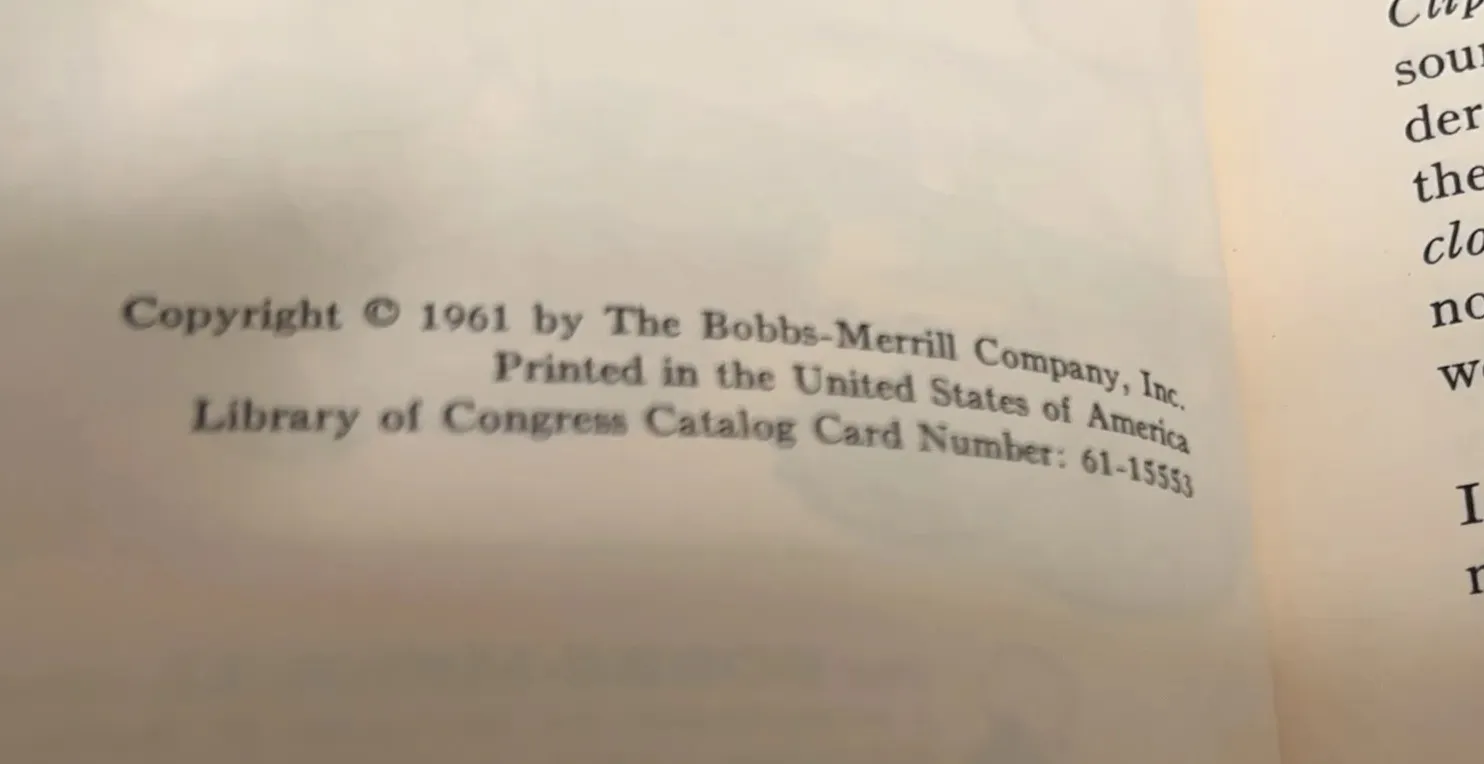 Copyright © 1961 by The Bobbs-Merrill Company, Inc.
Printed in the United States of America
Library of Congress Catalog Card Number: 61-15553
the